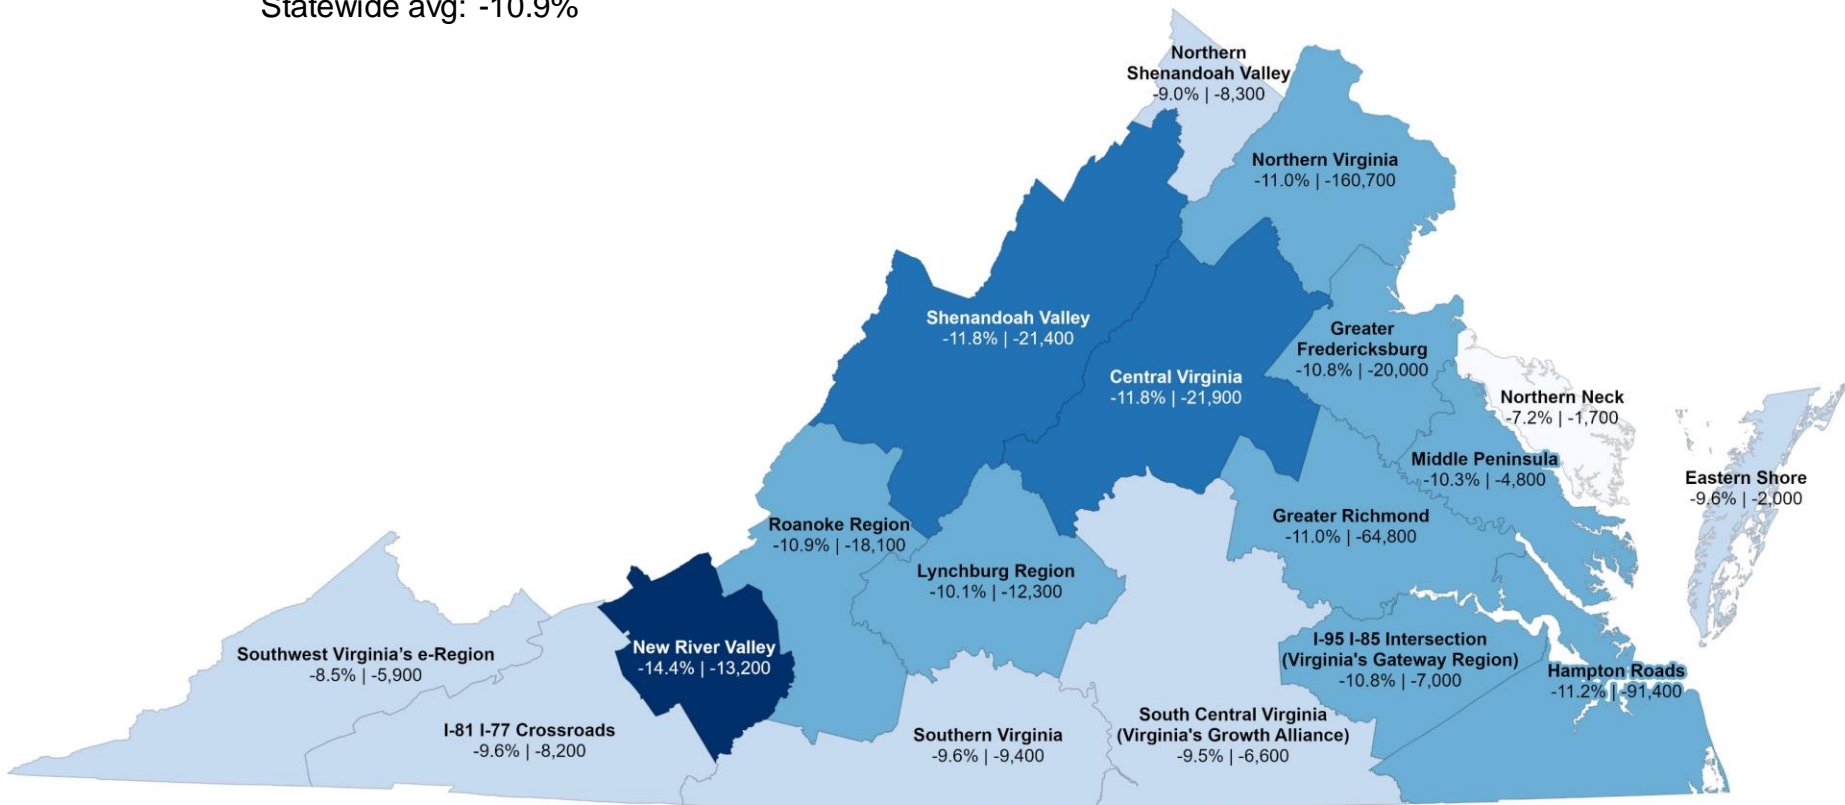 Statewide avg: -10.9%
Northern
Shenandoah Valley
-9.0% | -8,300
Northern Virginia
-11.0% | -160,700
Shenandoah Valley
-11.8% | -21,400
Greater
Fredericksburg
-10.8% | -20,000
Central Virginia
-11.8% | -21,900
Northern Neck
-7.2% | -1,700
Middle Peninsula
-10.3% | -4,800
Eastern Shore
-9.6% | -2,000
Roanoke Region
-10.9% | -18,100
Greater Richmond
-11.0% | -64,800
Lynchburg Region
-10.1% | -12,300
Southwest Virginia's e-Region
-8.5% | -5,900
New River Valley
-14.4% | -13,200
I-95 I-85 Intersection
(Virginia's Gateway Region)
-10.8% | -7,000
Hampton Roads
-11.2% | -91,400
I-81 I-77 Crossroads
-9.6% | -8,200
Southern Virginia
-9.6% | -9,400
South Central Virginia
(Virginia's Growth Alliance)
-9.5% | -6,600